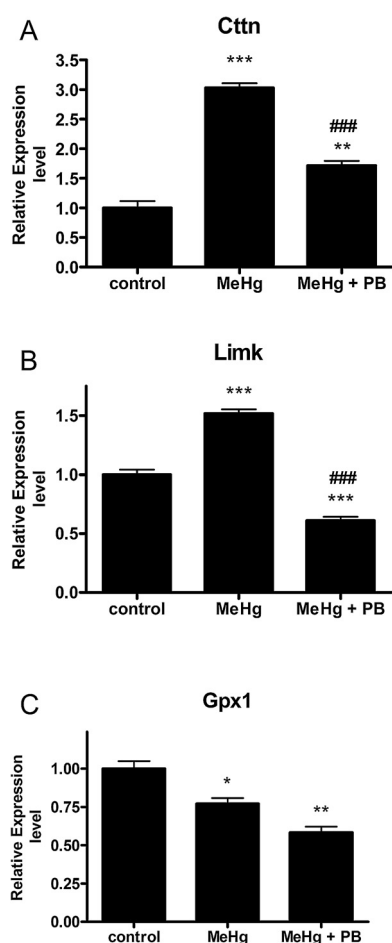 A
Cttn
Relative Expression
level
3.5
3.0
2.5
2.0
1.5
1.0
0.5
0.0
***
###
**
control MeHg MeHg + PB
B
Limk
Relative Expression
level
1.5
1.0
0.5
0.0
***
###
***
control MeHg MeHg + PB
C
Gpx1
Relative Expression
level
1.00
0.75
0.50
0.25
0.00
*
**
control MeHg MeHg + PB